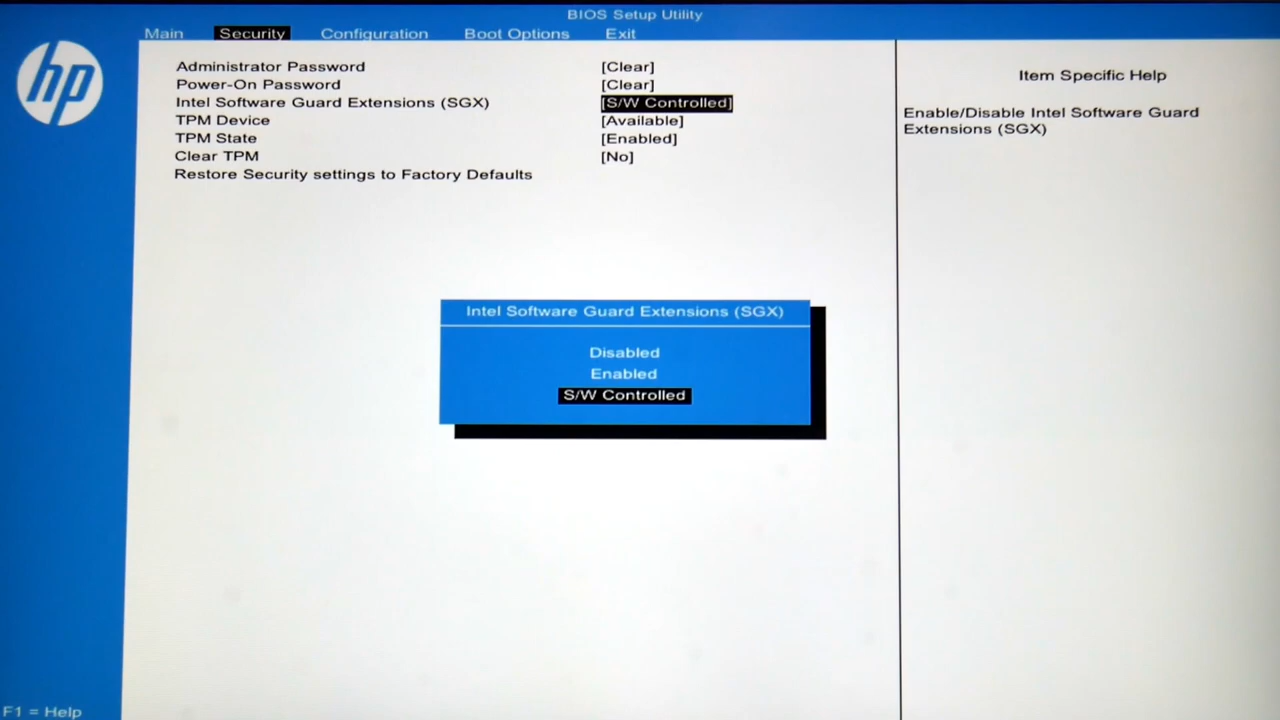 BIOS Setup Utility
Main Security Configuration Boot Options Exit
hp
Administrator Password [Clear]
Power-On Password [Clear]
Intel Software Guard Extensions (SGX) [S/W Controlled]
TPM Device [Available]
TPM State [Enabled]
Clear TPM [No]
Restore Security settings to Factory Defaults
Item Specific Help
Enable/Disable Intel Software Guard
Extensions (SGX)
Intel Software Guard Extensions (SGX)
Disabled
Enabled
S/W Controlled
F1 = Help